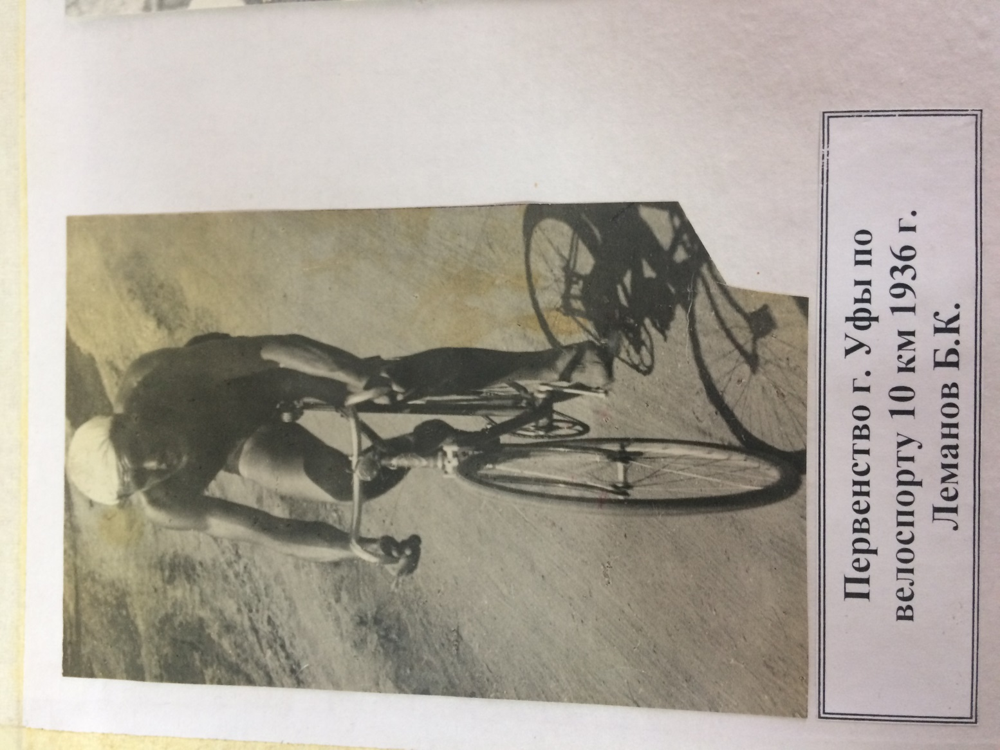 Первенство г. Уфы по
велоспорту 10 км 1936 г.
Леманов Б.К.